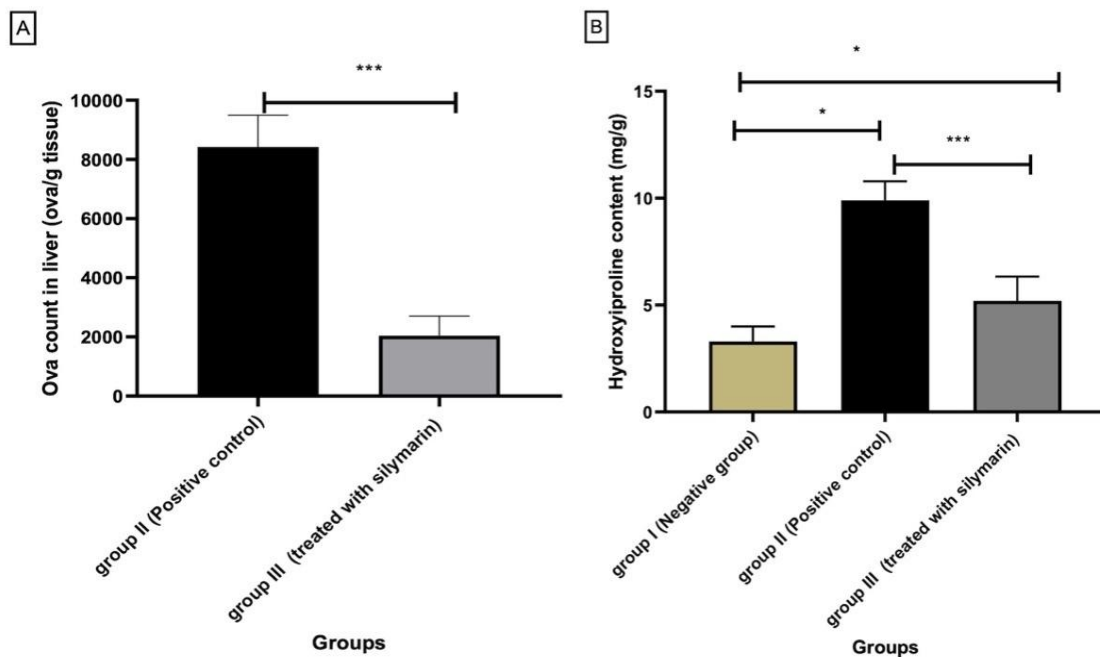 A
***
Ova count in liver (ova/g tissue)
10000
8000
6000
4000
2000
0
group II (Positive control)
group III (treated with silymarin)
Groups
B
*
*
***
Hydroxyiproline content (mg/g)
15
10
5
0
group I (Negative group)
group II (Positive control)
group III (treated with silymarin)
Groups